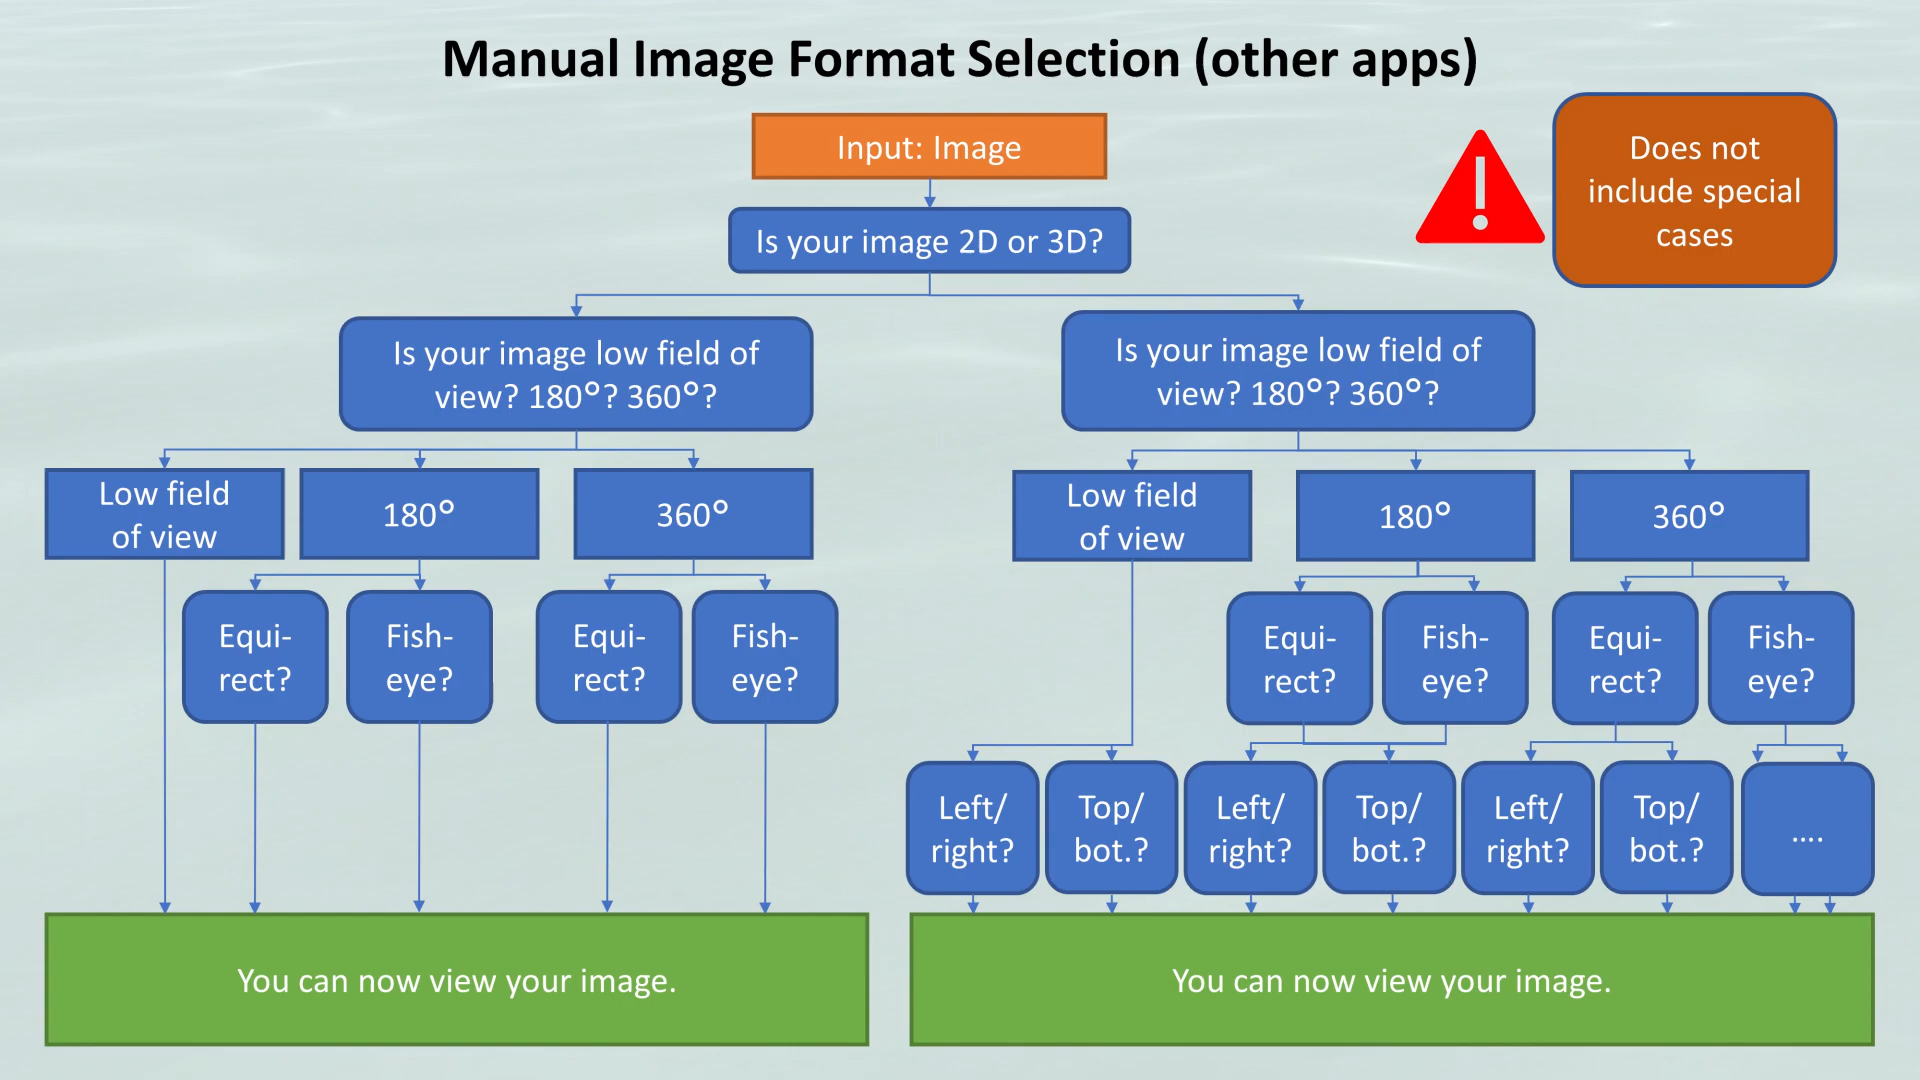 Manual Image Format Selection (other apps)
Input: Image
Does not
include special
cases
Is your image 2D or 3D?
Is your image low field of
view? 180°? 360°?
Is your image low field of
view? 180°? 360°?
Low field
of view
180°
360°
Low field
of view
180°
360°
Equi-
rect?
Fish-
eye?
Equi-
rect?
Fish-
eye?
Equi-
rect?
Fish-
eye?
Equi-
rect?
Fish-
eye?
Left/
right?
Top/
bot.?
Left/
right?
Top/
bot.?
Left/
right?
Top/
bot.?
....
You can now view your image.
You can now view your image.